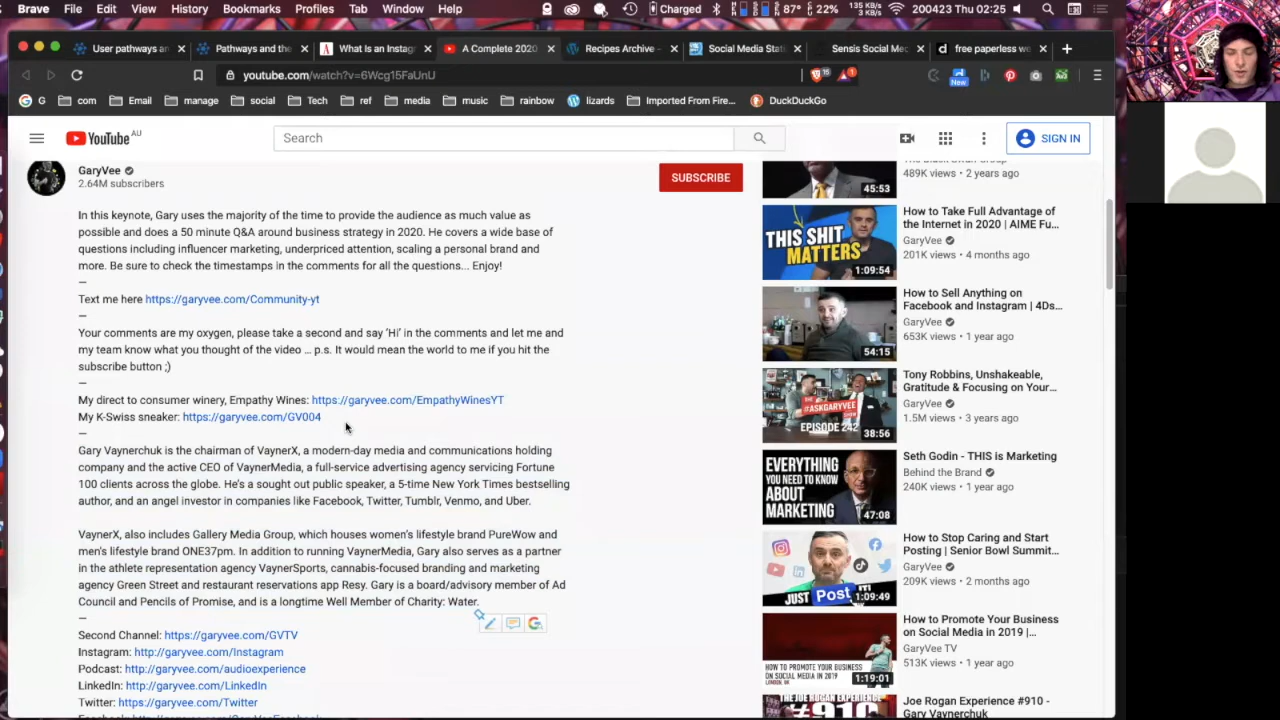 Brave File Edit View History Bookmarks Profiles Tab Window Help Charged 87% 22% 135 KB/s 3 KB/s 200423 Thu 02:25
User pathways an
Pathways and the
What Is an Instag
A Complete 2020
Recipes Archive -
Social Media Stat
Sensis Social Med
free paperless wo
youtube.com/watch?v=6Wcg15FaUnU
15
1
New
G
com
Email
manage
social
Tech
ref
media
music
rainbow
lizards
Imported From Fire...
DuckDuckGo
YouTube AU
Search
SIGN IN
GaryVee
2.64M subscribers
SUBSCRIBE
In this keynote, Gary uses the majority of the time to provide the audience as much value as
possible and does a 50 minute Q&A around business strategy in 2020. He covers a wide base of
questions including influencer marketing, underpriced attention, scaling a personal brand and
more. Be sure to check the timestamps in the comments for all the questions... Enjoy!
—
Text me here https://garyvee.com/Community-yt
—
Your comments are my oxygen, please take a second and say ‘Hi’ in the comments and let me and
my team know what you thought of the video … p.s. It would mean the world to me if you hit the
subscribe button ;)
—
My direct to consumer winery, Empathy Wines: https://garyvee.com/EmpathyWinesYT
My K-Swiss sneaker: https://garyvee.com/GV004
—
Gary Vaynerchuk is the chairman of VaynerX, a modern-day media and communications holding
company and the active CEO of VaynerMedia, a full-service advertising agency servicing Fortune
100 clients across the globe. He’s a sought out public speaker, a 5-time New York Times bestselling
author, and an angel investor in companies like Facebook, Twitter, Tumblr, Venmo, and Uber.
VaynerX, also includes Gallery Media Group, which houses women’s lifestyle brand PureWow and
men’s lifestyle brand ONE37pm. In addition to running VaynerMedia, Gary also serves as a partner
in the athlete representation agency VaynerSports, cannabis-focused branding and marketing
agency Green Street and restaurant reservations app Resy. Gary is a board/advisory member of Ad
Council and Pencils of Promise, and is a longtime Well Member of Charity: Water.
—
Second Channel: https://garyvee.com/GVTV
Instagram: http://garyvee.com/Instagram
Podcast: http://garyvee.com/audioexperience
LinkedIn: http://garyvee.com/LinkedIn
Twitter: https://garyvee.com/Twitter
489K views • 2 years ago
45:53
THIS SHIT
MATTERS
1:09:54
How to Take Full Advantage of
the Internet in 2020 | AIME Fu...
GaryVee
201K views • 4 months ago
54:15
How to Sell Anything on
Facebook and Instagram | 4Ds...
GaryVee
653K views • 1 year ago
THE
#ASKGARYVEE
SHOW
EPISODE 242
38:56
Tony Robbins, Unshakeable,
Gratitude & Focusing on Your...
GaryVee
1.5M views • 3 years ago
EVERYTHING
YOU NEED TO
KNOW
ABOUT
MARKETING
47:08
Seth Godin - THIS is Marketing
Behind the Brand
240K views • 1 year ago
JUST Post IT!
1:09:49
How to Stop Caring and Start
Posting | Senior Bowl Summit...
GaryVee
209K views • 2 months ago
HOW TO PROMOTE YOUR BUSINESS
ON SOCIAL MEDIA IN 2019
1:19:01
How to Promote Your Business
on Social Media in 2019 |...
GaryVee TV
513K views • 1 year ago
THE JOE ROGAN EXPERIENCE
#910
Joe Rogan Experience #910 -
Gary Vaynerchuk